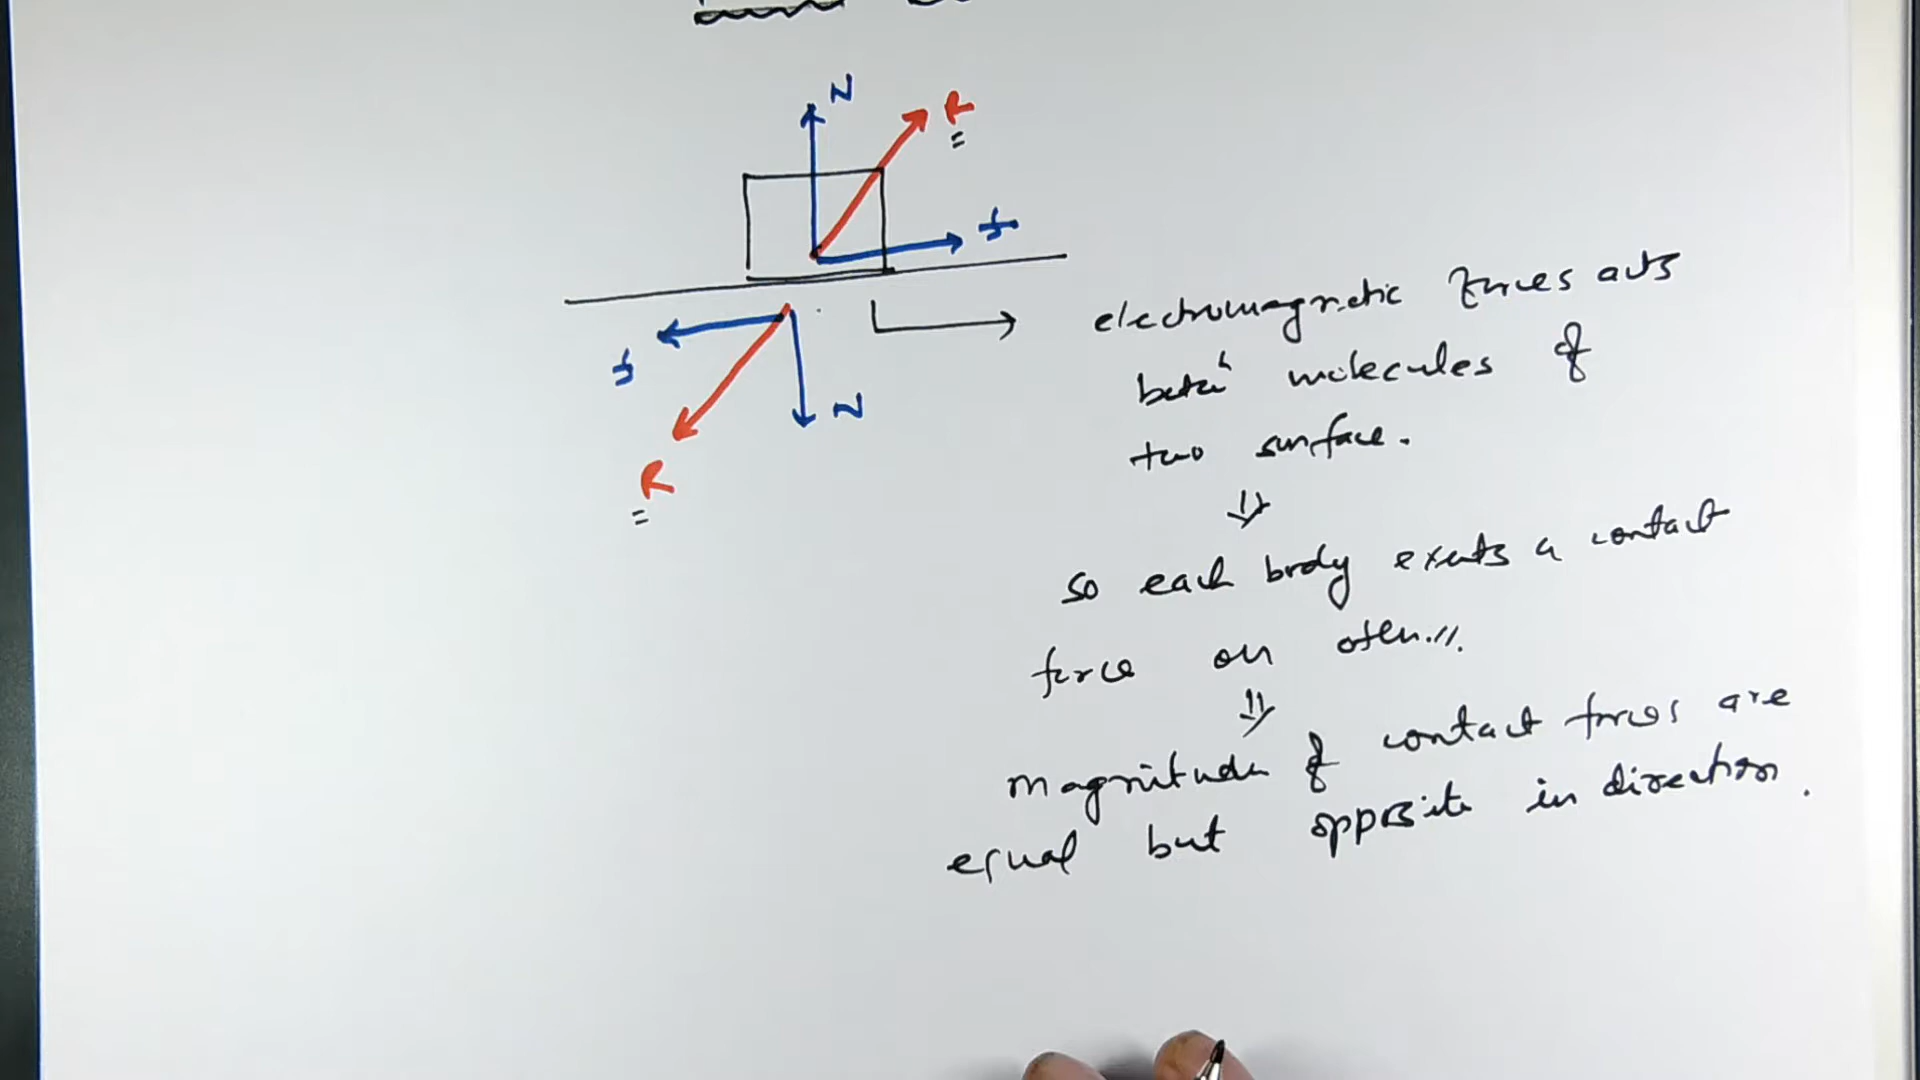 N
R
=
f
f
N
R
=
electromagnetic forces acts
betn molecules of
two surface.
⇓
so each body exerts a contact
force on other.//.
⇓
magnitude of contact forces are
equal but opposite in direction.